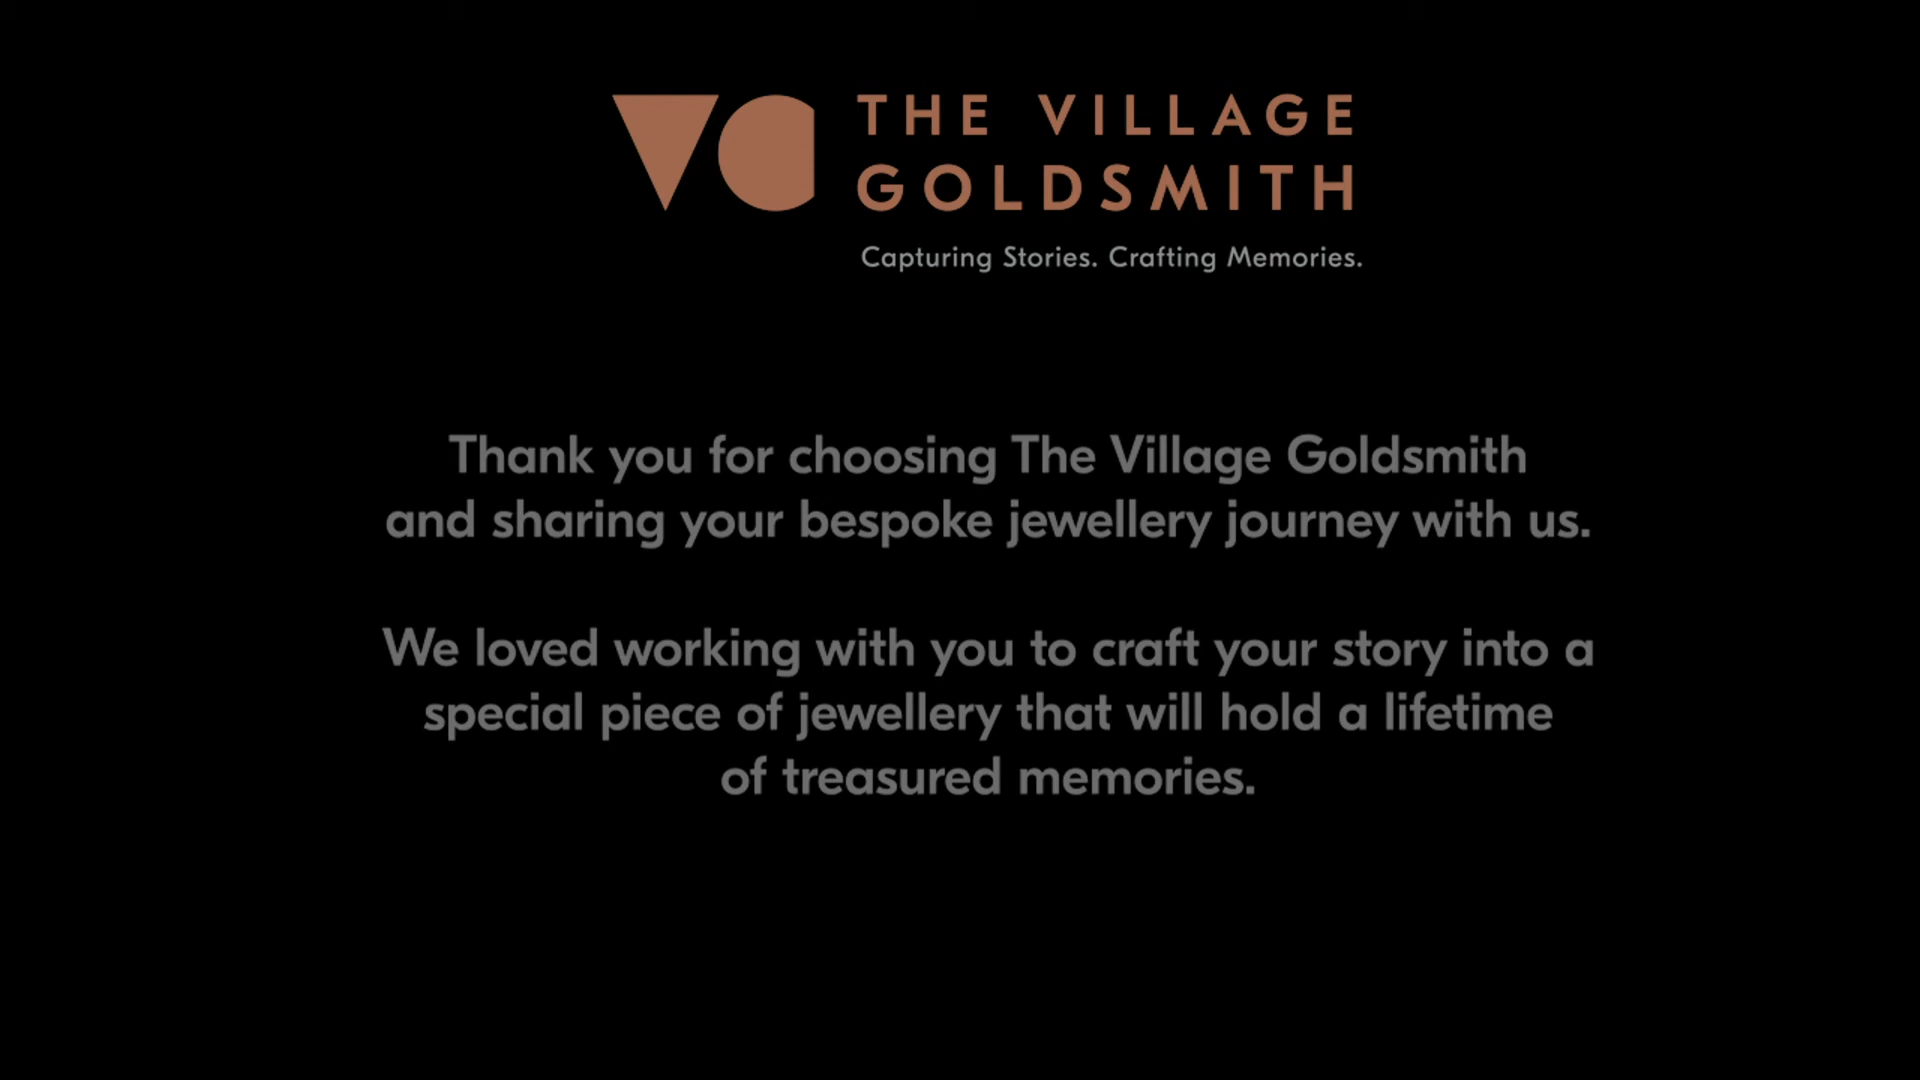 THE VILLAGE
GOLDSMITH
Capturing Stories. Crafting Memories.
Thank you for choosing The Village Goldsmith
and sharing your bespoke jewellery journey with us.
We loved working with you to craft your story into a
special piece of jewellery that will hold a lifetime
of treasured memories.